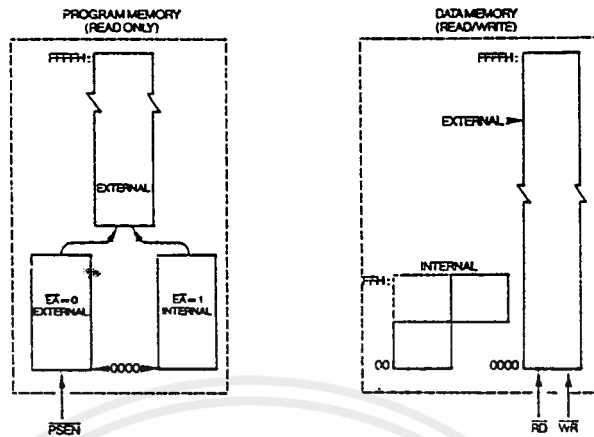 PROGRAM MEMORY
(READ ONLY)
FFFFH:
EXTERNAL
EA=0
EXTERNAL
EA=1
INTERNAL
0000
PSEN
DATA MEMORY
(READ/WRITE)
FFFFH:
EXTERNAL
INTERNAL
FFH:
00
0000
RD
WR